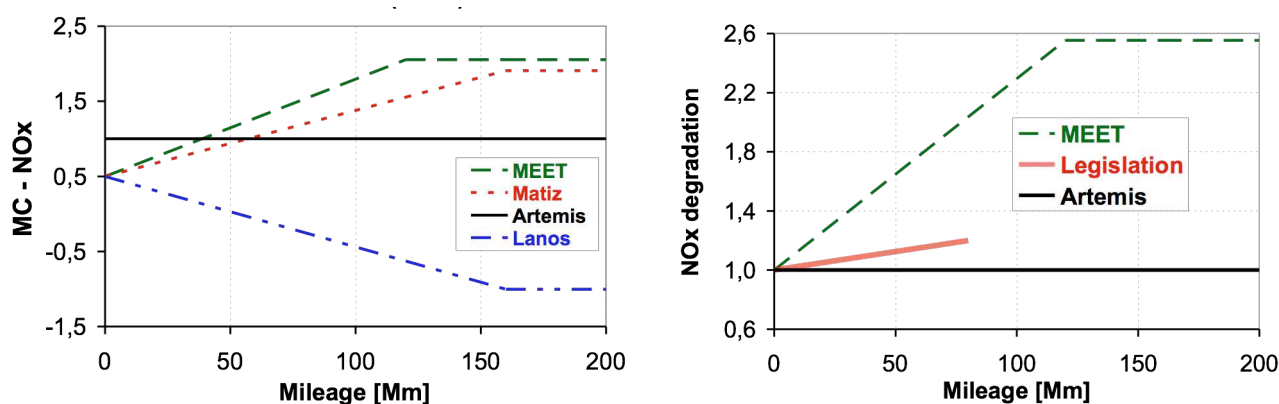 2,5
1,5
0,5
-0,5
-1,5
MC - NOx
MEET
Matiz
Artemis
Lanos
0 50 100 150 200
Mileage [Mm]
2,6
2,2
1,8
1,4
1,0
0,6
NOx degradation
MEET
Legislation
Artemis
0 50 100 150 200
Mileage [Mm]